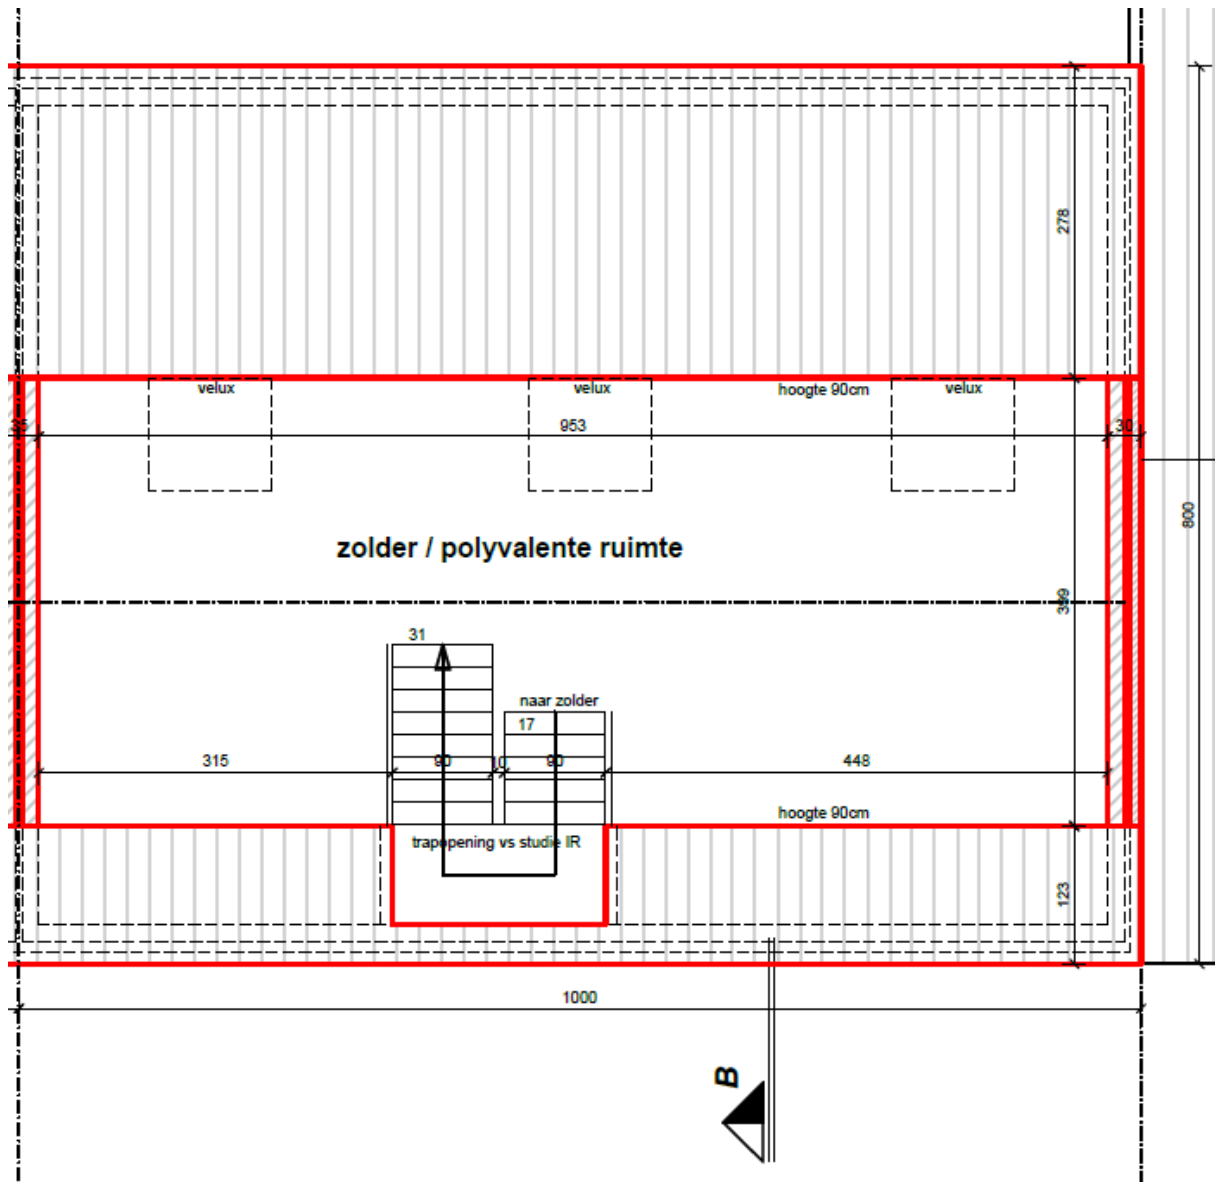 278
velux
velux
hoogte 90cm
velux
953
30
800
zolder / polyvalente ruimte
399
31
naar zolder
17
315
90
10
90
448
hoogte 90cm
trapopening vs studie IR
123
1000
B